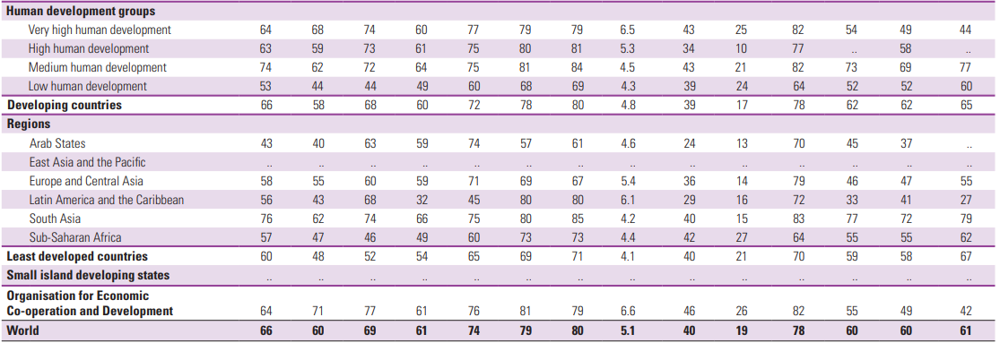 Human development groups
Very high human development 64 68 74 60 77 79 79 6.5 43 25 82 54 49 44
High human development 63 59 73 61 75 80 81 5.3 34 10 77 .. 58 ..
Medium human development 74 62 72 64 75 81 84 4.5 43 21 82 73 69 77
Low human development 53 44 44 49 60 68 69 4.3 39 24 64 52 52 60
Developing countries 66 58 68 60 72 78 80 4.8 39 17 78 62 62 65
Regions
Arab States 43 40 63 59 74 57 61 4.6 24 13 70 45 37 ..
East Asia and the Pacific .. .. .. .. .. .. .. .. .. .. .. .. .. ..
Europe and Central Asia 58 55 60 59 71 69 67 5.4 36 14 79 46 47 55
Latin America and the Caribbean 56 43 68 32 45 80 80 6.1 29 16 72 33 41 27
South Asia 76 62 74 66 75 80 85 4.2 40 15 83 77 72 79
Sub-Saharan Africa 57 47 46 49 60 73 73 4.4 42 27 64 55 55 62
Least developed countries 60 48 52 54 65 69 71 4.1 40 21 70 59 58 67
Small island developing states .. .. .. .. .. .. .. .. .. .. .. .. .. ..
Organisation for Economic
Co-operation and Development 64 71 77 61 76 81 79 6.6 46 26 82 55 49 42
World 66 60 69 61 74 79 80 5.1 40 19 78 60 60 61